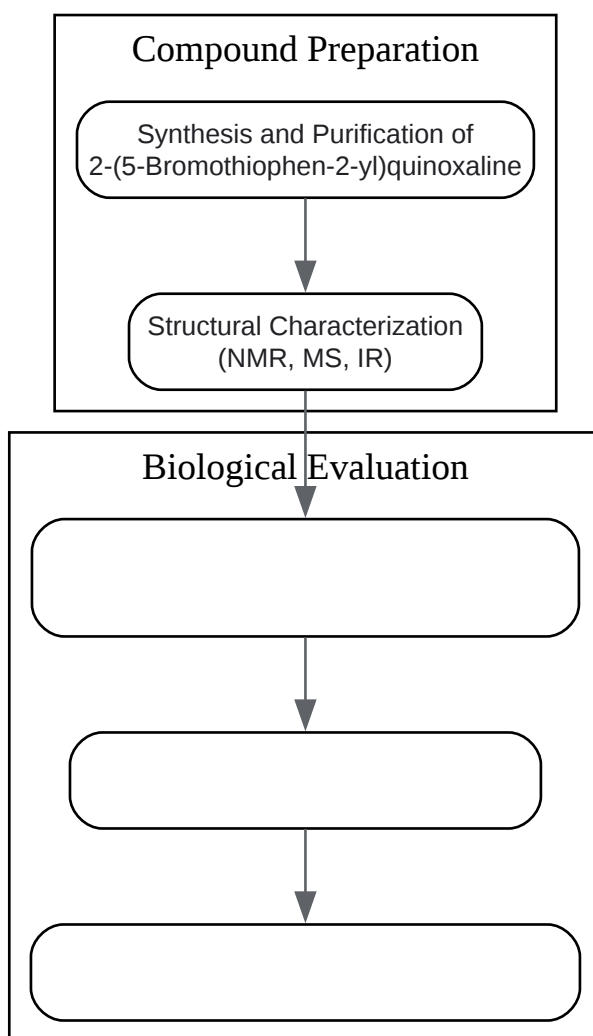 Compound Preparation
Synthesis and Purification of
2-(5-Bromothiophen-2-yl)quinoxaline
Structural Characterization
(NMR, MS, IR)
Biological Evaluation